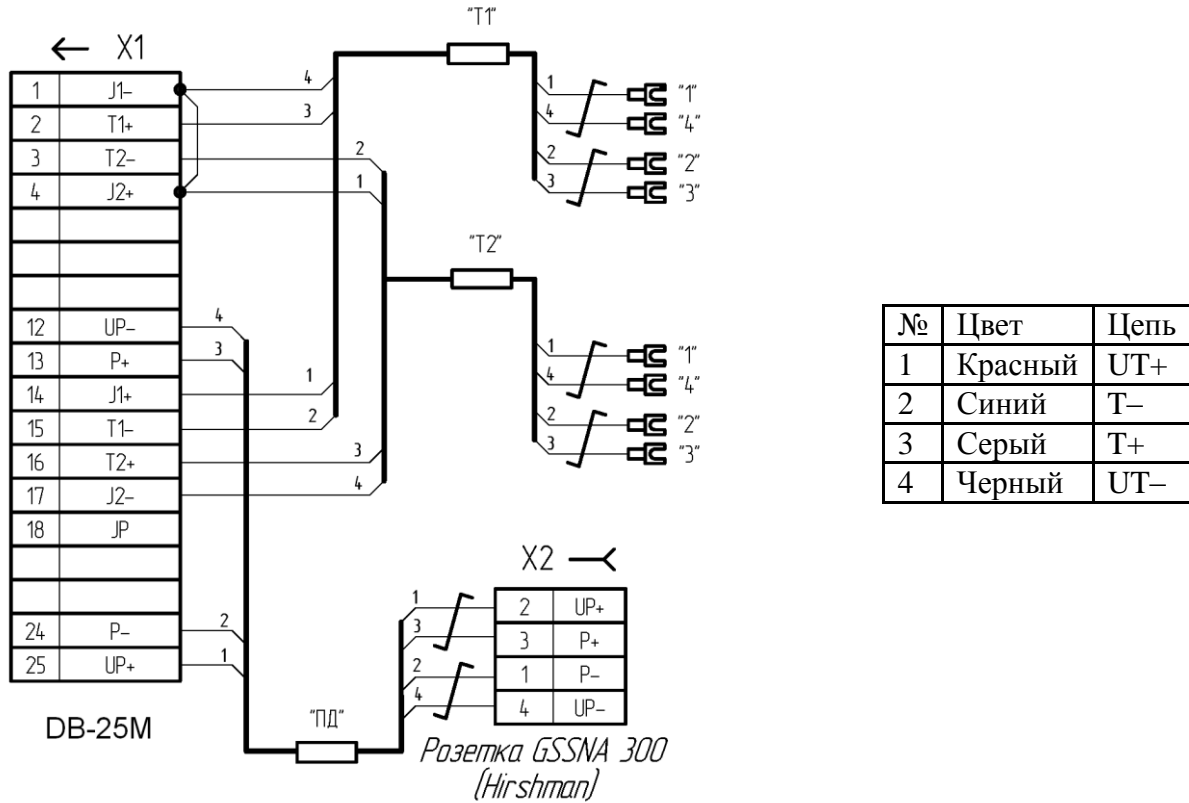 "Т1"
← X1
1 J1–
2 T1+
3 T2–
4 J2+
12 UP–
13 P+
14 J1+
15 T1–
16 T2+
17 J2–
18 JP
24 P–
25 UP+
DB-25M
4
3
2
1
1 "1"
4 "4"
2 "2"
3 "3"
"Т2"
4
3
1
2
3
4
1 "1"
4 "4"
2 "2"
3 "3"
№ Цвет Цепь
1 Красный UT+
2 Синий T–
3 Серый T+
4 Черный UT–
X2
1 2 UP+
3 3 P+
2 1 P–
4 4 UP–
2
1
"ПД"
Розетка GSSNA 300
(Hirshman)